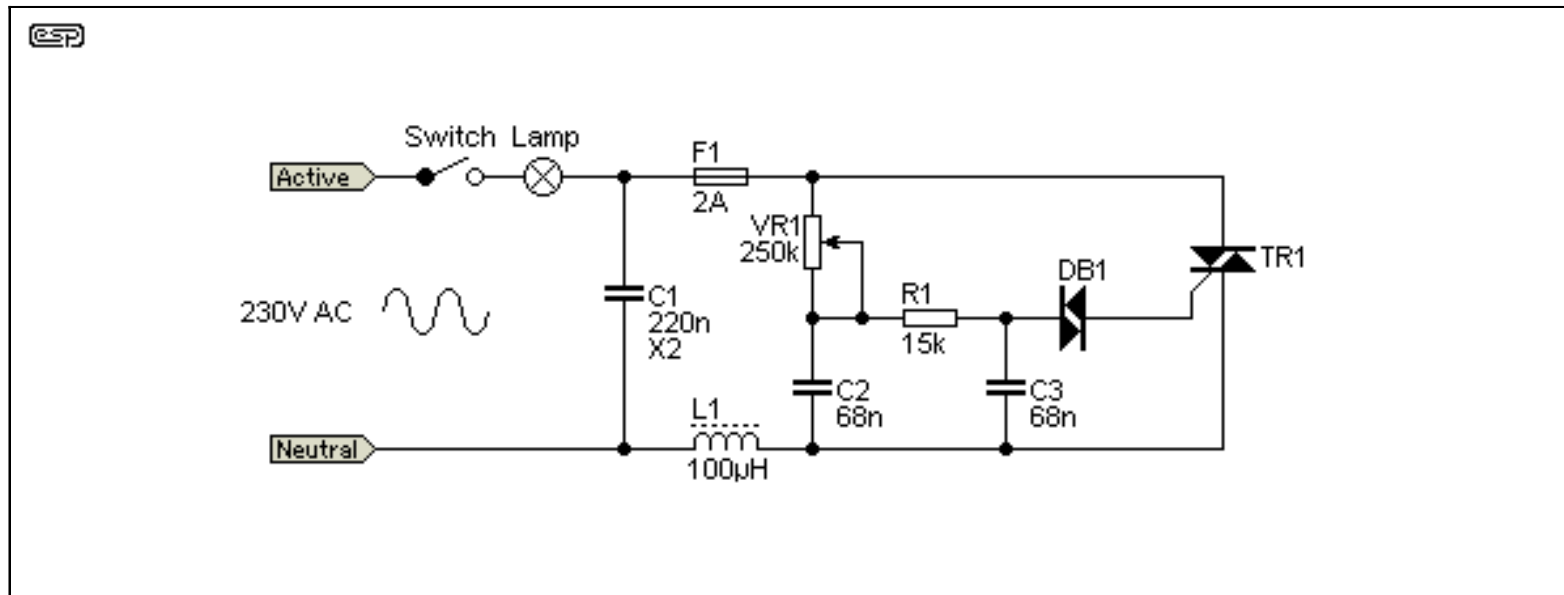 esp
Switch Lamp
Active
F1
2A
VR1
250k
DB1
TR1
230V AC
C1
220n
X2
R1
15k
C2
68n
C3
68n
L1
100µH
Neutral